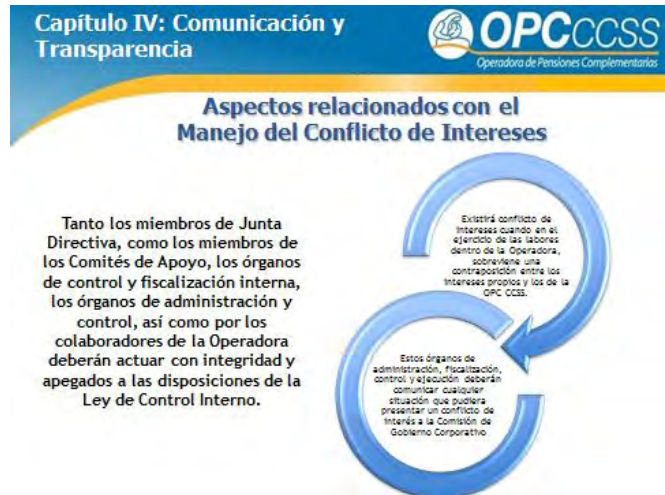 Capítulo IV: Comunicación y
Transparencia
OPCCCSS
Operadora de Pensiones Complementarias
Aspectos relacionados con el
Manejo del Conflicto de Intereses
Tanto los miembros de Junta
Directiva, como los miembros de
los Comités de Apoyo, los órganos
de control y fiscalización interna,
los órganos de administración y
control, así como por los
colaboradores de la Operadora
deberán actuar con integridad y
apegados a las disposiciones de la
Ley de Control Interno.
Existirá conflicto de
intereses cuando en el
ejercicio de las labores
dentro de la Operadora,
sobreviene una
contraposición entre los
intereses propios y los de la
OPC CCSS.
Estos órganos de
administración, fiscalización,
control y ejecución deberán
comunicar cualquier
situación que pudiera
presentar un conflicto de
interés a la Comisión de
Gobierno Corporativo